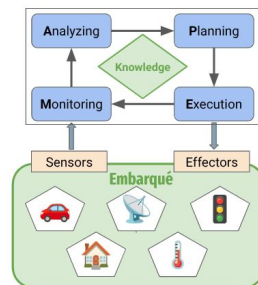 Analyzing
Planning
Knowledge
Monitoring
Execution
Sensors
Effectors
Embarqué